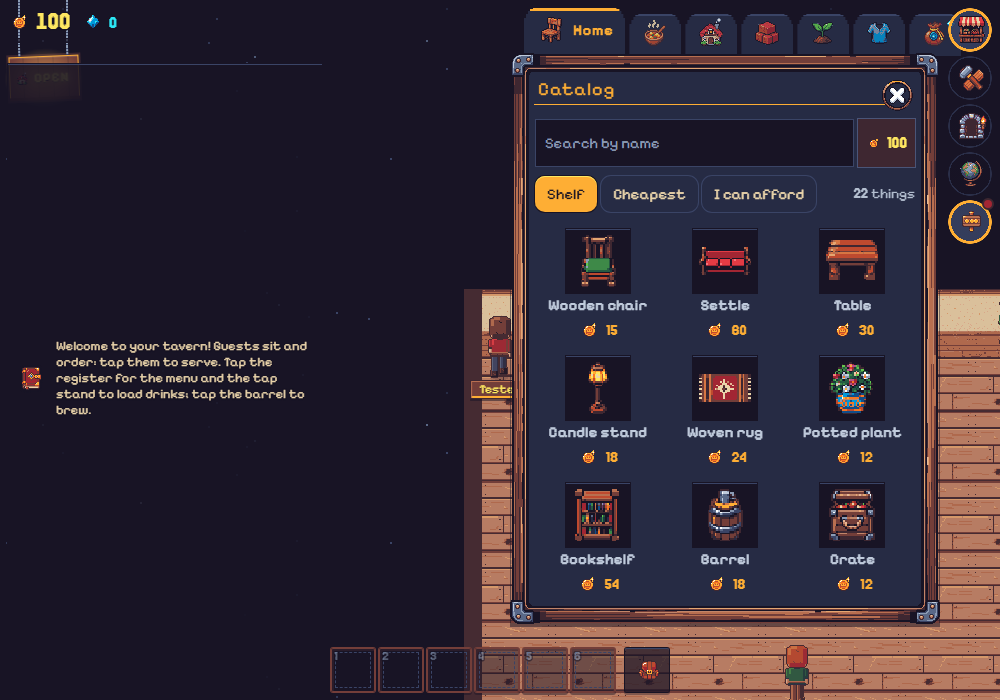 100
0
OPEN
Home
Catalog
Search by name
100
Shelf
Cheapest
I can afford
22 things
Wooden chair
Settle
Table
15
60
30
Candle stand
Woven rug
Potted plant
18
24
12
Bookshelf
Barrel
Crate
54
18
12
Welcome to your tavern! Guests sit and
order: tap them to serve. Tap the
register for the menu and the tap
stand to load drinks; tap the barrel to
brew.
1
2
3
4
5
6